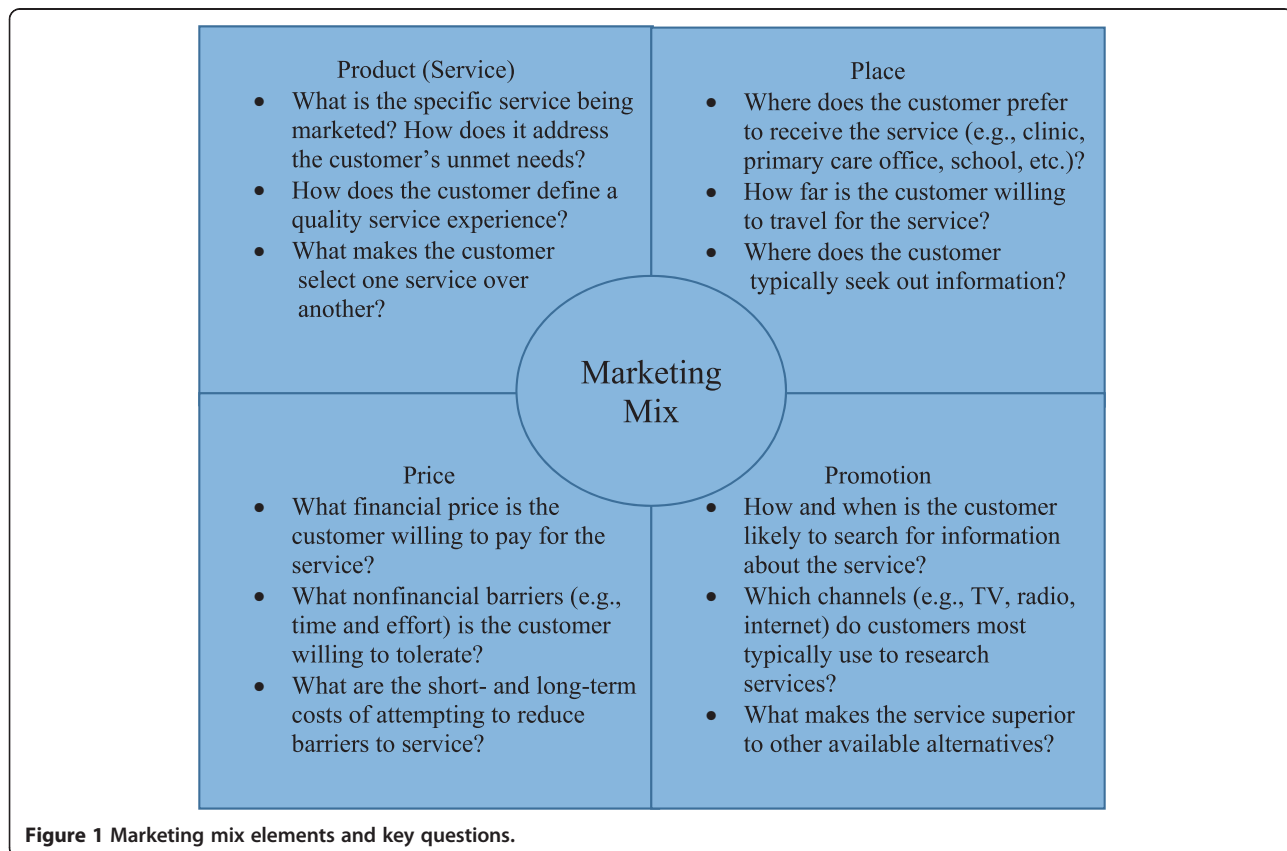 Product (Service)
• What is the specific service being
marketed? How does it address
the customer's unmet needs?
• How does the customer define a
quality service experience?
• What makes the customer
select one service over
another?
Place
• Where does the customer prefer
to receive the service (e.g., clinic,
primary care office, school, etc.)?
• How far is the customer willing
to travel for the service?
• Where does the customer
typically seek out information?
Marketing
Mix
Price
• What financial price is the
customer willing to pay for the
service?
• What nonfinancial barriers (e.g.,
time and effort) is the customer
willing to tolerate?
• What are the short- and long-term
costs of attempting to reduce
barriers to service?
Promotion
• How and when is the customer
likely to search for information
about the service?
• Which channels (e.g., TV, radio,
internet) do customers most
typically use to research
services?
• What makes the service superior
to other available alternatives?
Figure 1 Marketing mix elements and key questions.